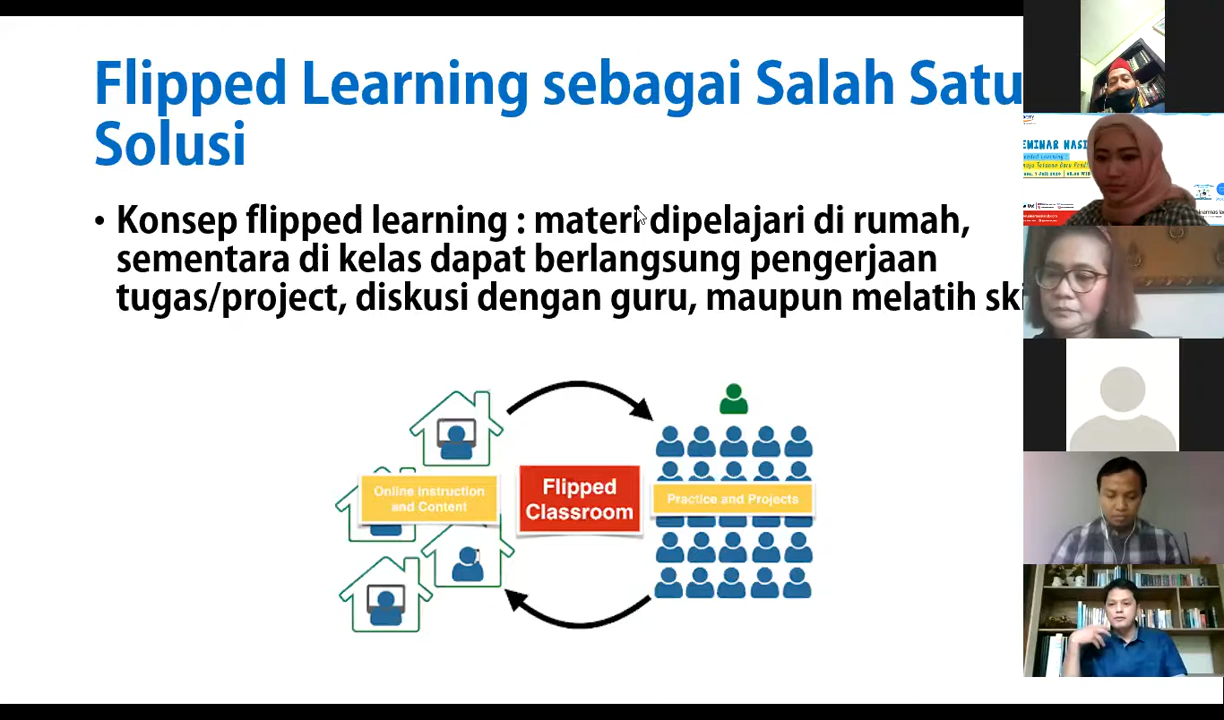 Flipped Learning sebagai Salah Satu
Solusi
• Konsep flipped learning : materi dipelajari di rumah,
sementara di kelas dapat berlangsung pengerjaan
tugas/project, diskusi dengan guru, maupun melatih
Online Instruction
and Content
Flipped
Classroom
Practice and Projects